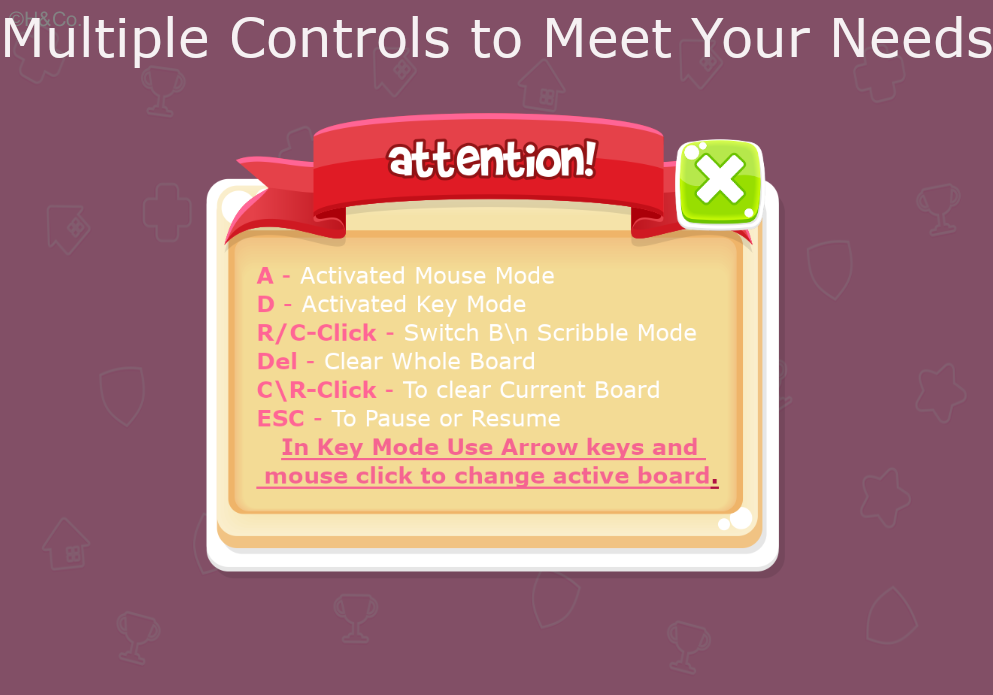 ©H&Co.
Multiple Controls to Meet Your Needs
attention!
A - Activated Mouse Mode
D - Activated Key Mode
R/C-Click - Switch B\n Scribble Mode
Del - Clear Whole Board
C\R-Click - To clear Current Board
ESC - To Pause or Resume
In Key Mode Use Arrow keys and
mouse click to change active board.